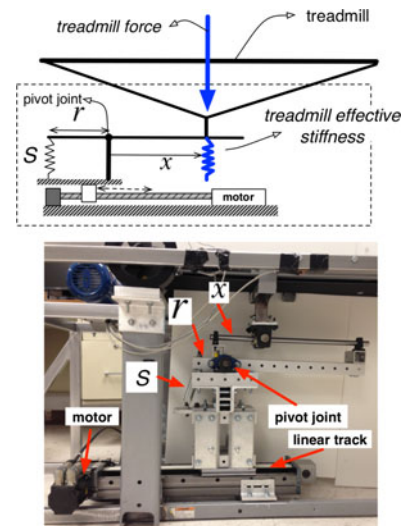 treadmill
treadmill force
pivot joint
r
treadmill effective
stiffness
S
x
motor
x
r
S
motor
pivot joint
linear track